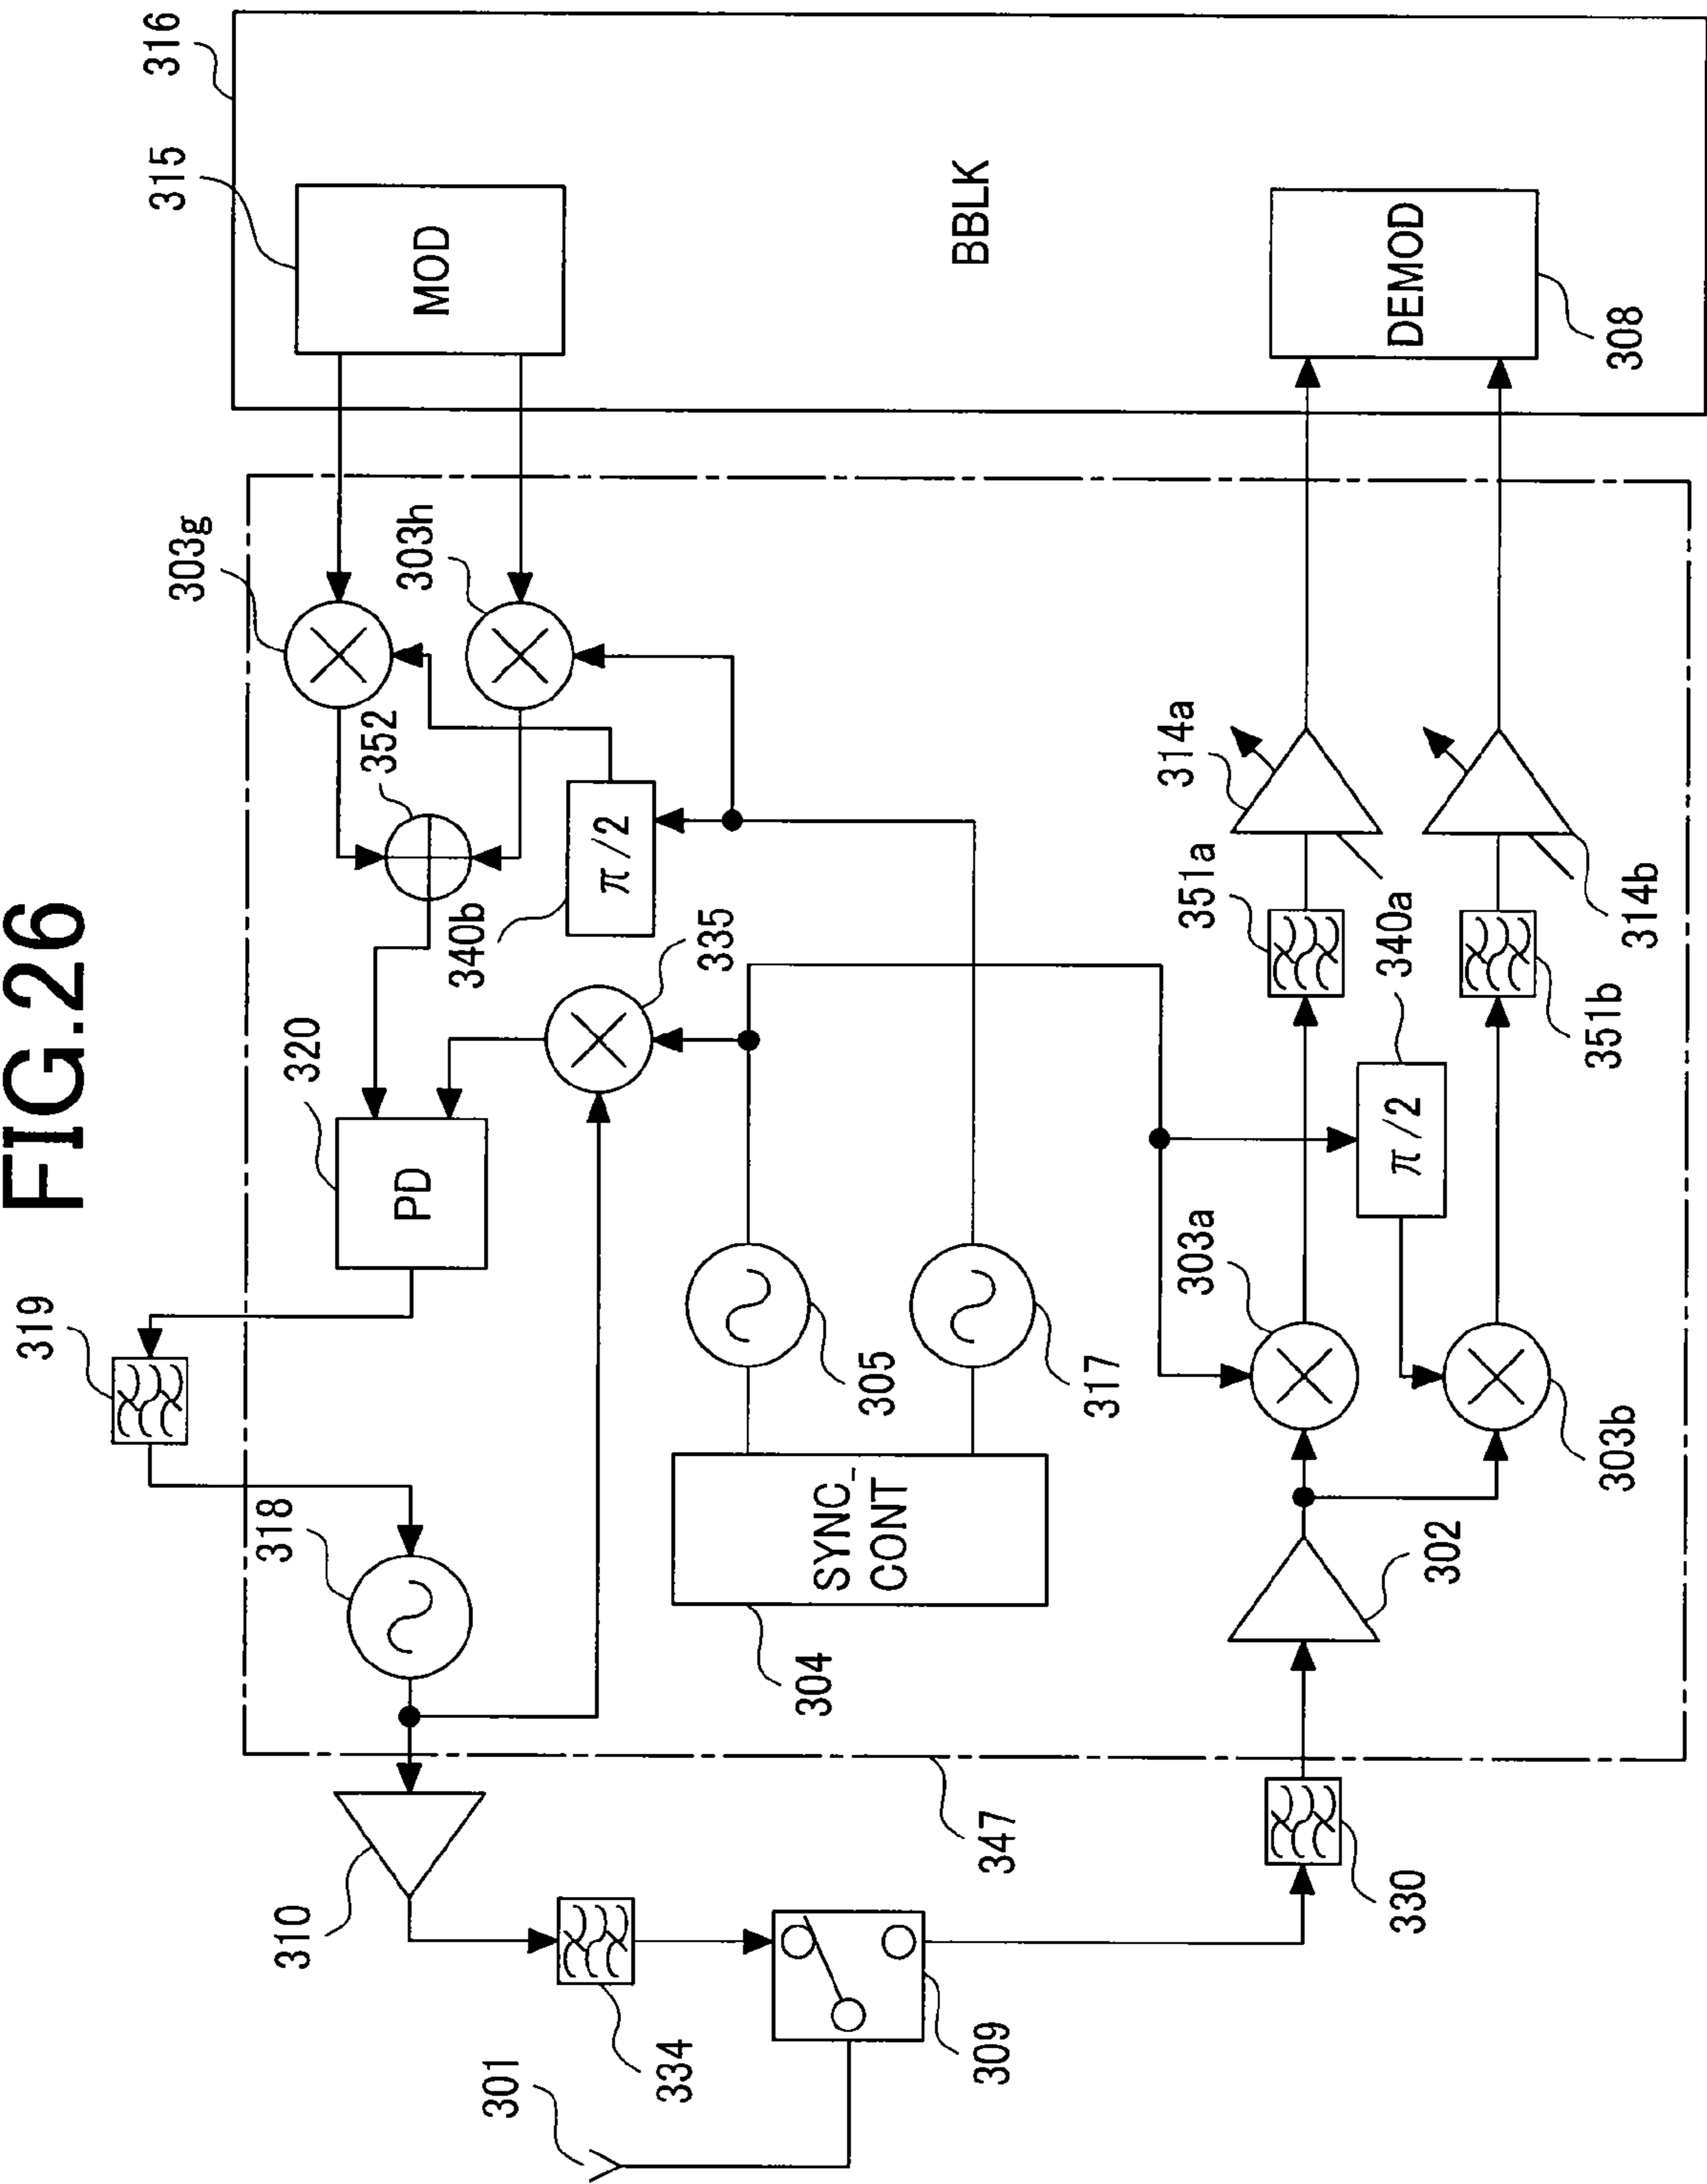 FIG.26
316
315
MOD
BBLK
DEMOD
308
303g
303h
352
340b
π/2
335
320
PD
319
318
305
317
304
SYNC_
CONT
314a
351a
314b
340a
351b
π/2
303a
303b
302
347
310
330
334
309
301